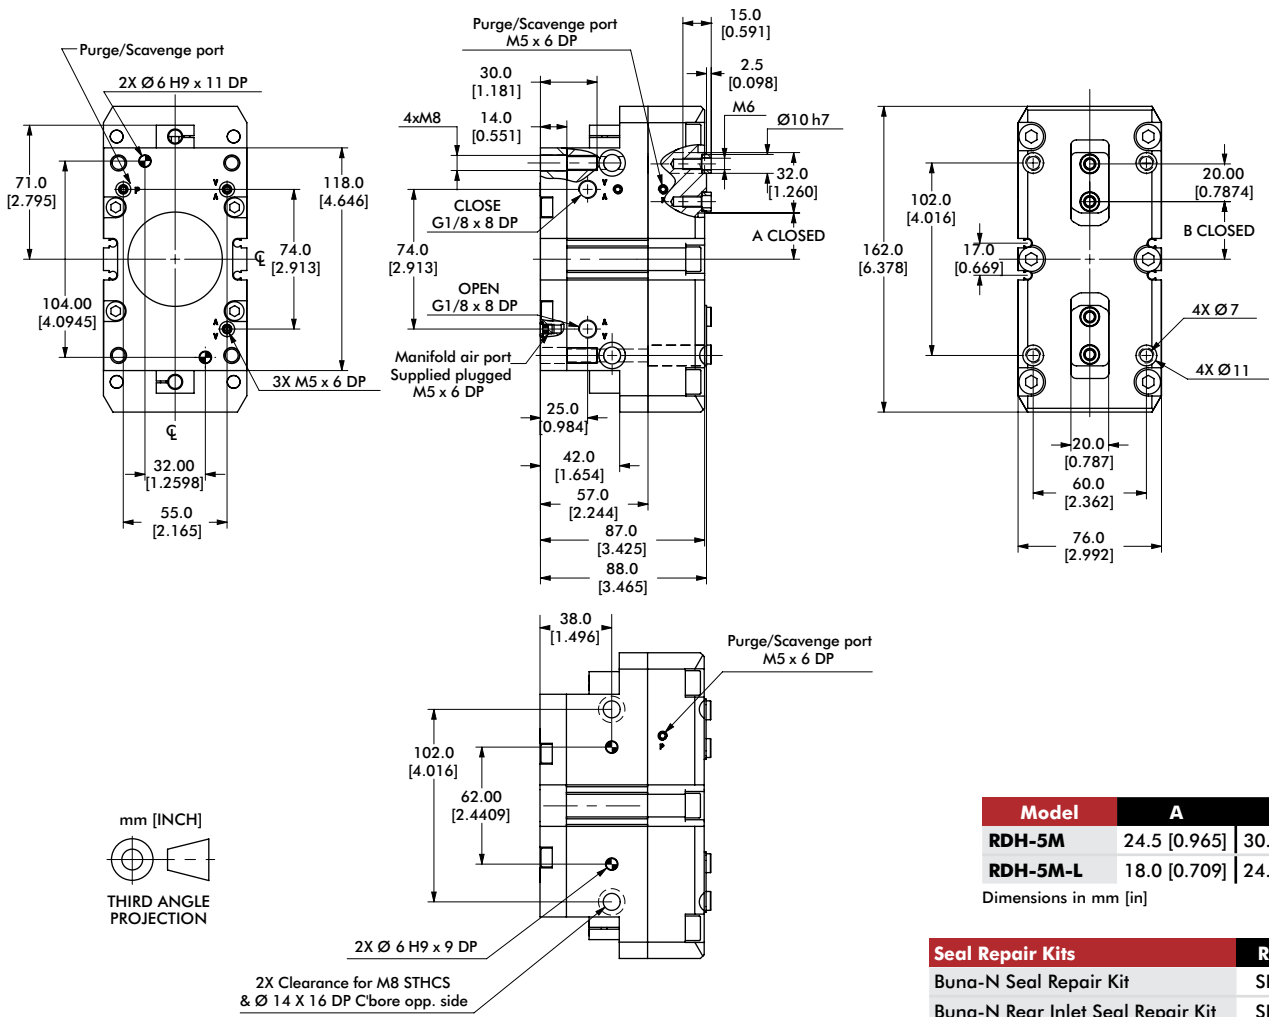 Purge/Scavenge port
2X Ø 6 H9 x 11 DP
71.0
[2.795]
104.00
[4.0945]
P
V
A
A
V
118.0
[4.646]
74.0
[2.913]
3X M5 x 6 DP
32.00
[1.2598]
55.0
[2.165]
Purge/Scavenge port
M5 x 6 DP
30.0
[1.181]
14.0
[0.551]
4xM8
CLOSE
G1/8 x 8 DP
74.0
[2.913]
OPEN
G1/8 x 8 DP
Manifold air port
Supplied plugged
M5 x 6 DP
V
A
A
V
15.0
[0.591]
2.5
[0.098]
M6
Ø10 h7
32.0
[1.260]
A CLOSED
25.0
[0.984]
42.0
[1.654]
57.0
[2.244]
87.0
[3.425]
88.0
[3.465]
102.0
[4.016]
162.0
[6.378]
17.0
[0.669]
20.00
[0.7874]
B CLOSED
4X Ø 7
4X Ø 11
20.0
[0.787]
60.0
[2.362]
76.0
[2.992]
38.0
[1.496]
Purge/Scavenge port
M5 x 6 DP
P
102.0
[4.016]
62.00
[2.4409]
2X Ø 6 H9 x 9 DP
2X Clearance for M8 STHCS
& Ø 14 X 16 DP C'bore opp. side
mm [INCH]
THIRD ANGLE
PROJECTION
Model A
RDH-5M 24.5 [0.965] 30.
RDH-5M-L 18.0 [0.709] 24.
Dimensions in mm [in]
Seal Repair Kits R
Buna-N Seal Repair Kit
Buna-N Rear Inlet Seal Repair Kit